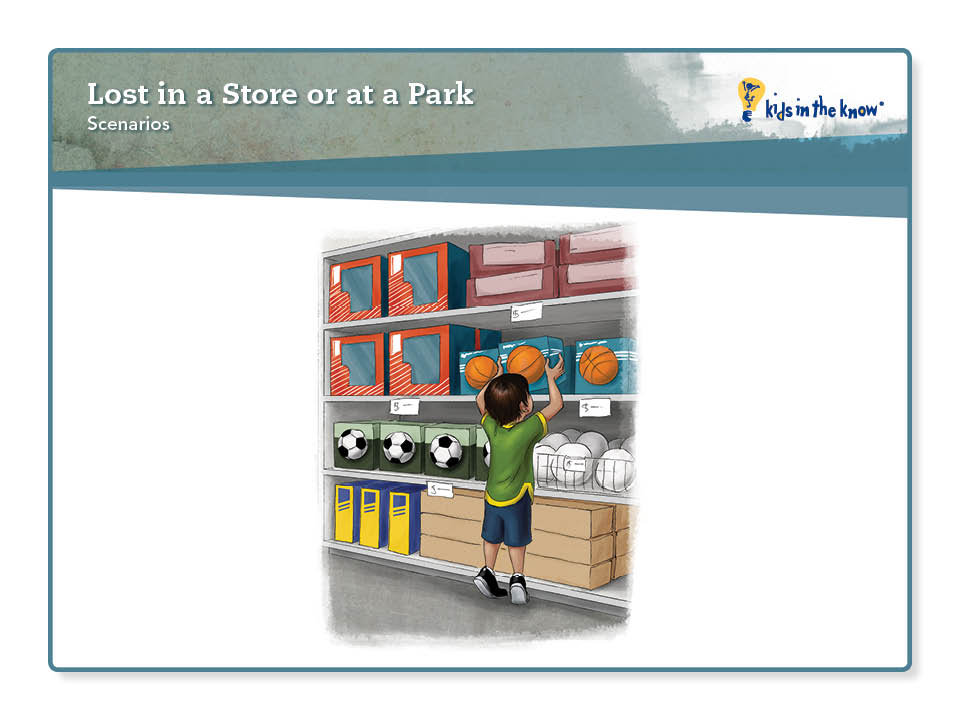 Lost in a Store or at a Park
Scenarios
kids in the know®
$
$
$
$
$